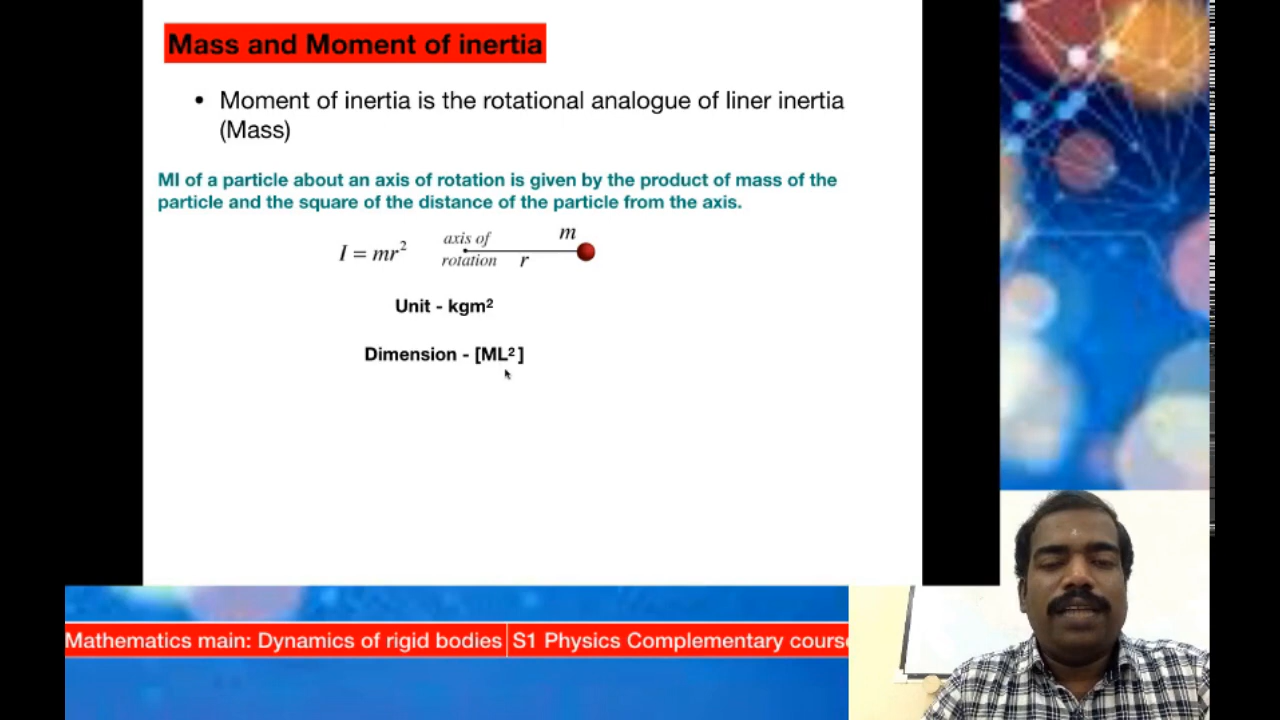 Mass and Moment of inertia
• Moment of inertia is the rotational analogue of liner inertia
(Mass)
MI of a particle about an axis of rotation is given by the product of mass of the
particle and the square of the distance of the particle from the axis.
I = mr² axis of rotation r m
Unit - kgm²
Dimension - [ML²]
Mathematics main: Dynamics of rigid bodies S1 Physics Complementary course